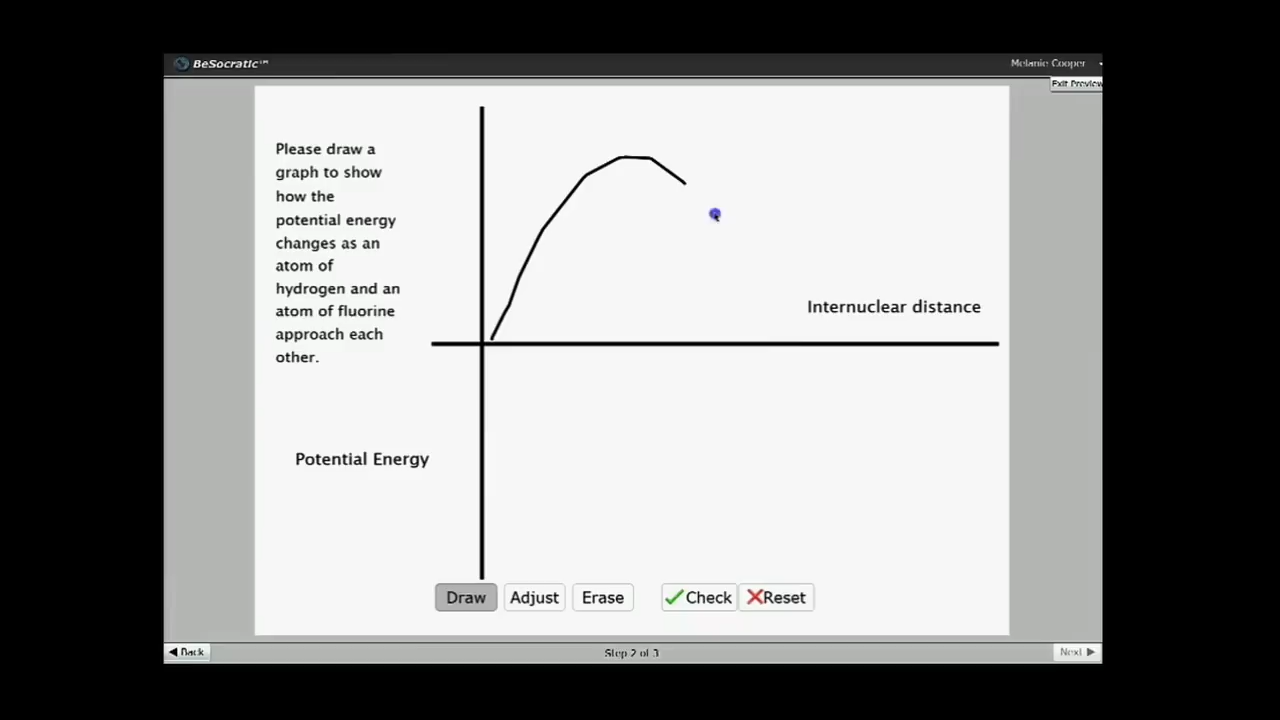 BeSocratic™
Melanie Cooper
Exit Preview
Please draw a
graph to show
how the
potential energy
changes as an
atom of
hydrogen and an
atom of fluorine
approach each
other.
Internuclear distance
Potential Energy
Draw Adjust Erase Check Reset
Back Step 2 of 3 Next